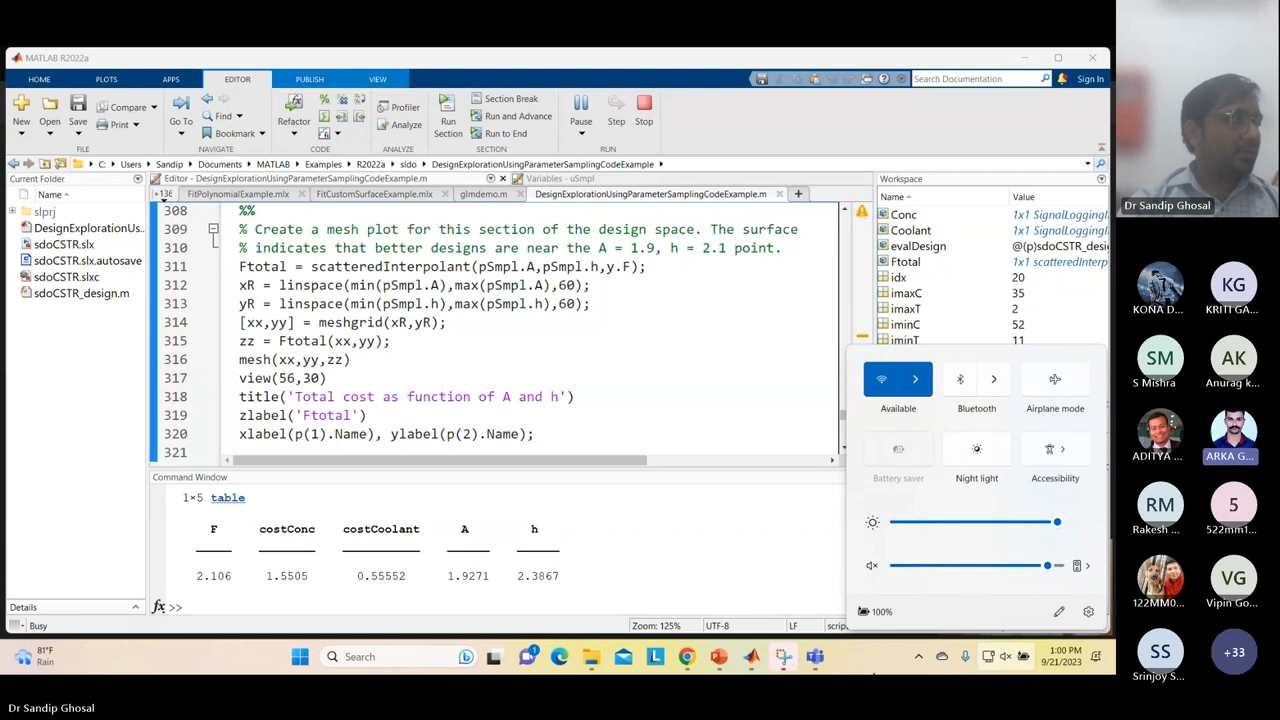 MATLAB R2022a
HOME PLOTS APPS EDITOR PUBLISH VIEW Search Documentation Sign In
New Open Save Compare Print Go To Find Bookmark Refactor Profiler Analyze Run Section Section Break Run and Advance Run to End Pause Step Stop
FILE NAVIGATE CODE ANALYZE SECTION RUN
C: Users Sandip Documents MATLAB Examples R2022a sldo DesignExplorationUsingParameterSamplingCodeExample
Current Folder
Name
slprj
DesignExplorationUs...
sdoCSTR.slx
sdoCSTR.slx.autosave
sdoCSTR.slxc
sdoCSTR_design.m
Details
Editor - DesignExplorationUsingParameterSamplingCodeExample.m Variables - uSmpl
+13 FitPolynomialExample.mlx FitCustomSurfaceExample.mlx glmdemo.m DesignExplorationUsingParameterSamplingCodeExample.m
308 %%
309 % Create a mesh plot for this section of the design space. The surface
310 % indicates that better designs are near the A = 1.9, h = 2.1 point.
311 Ftotal = scatteredInterpolant(pSmpl.A,pSmpl.h,y.F);
312 xR = linspace(min(pSmpl.A),max(pSmpl.A),60);
313 yR = linspace(min(pSmpl.h),max(pSmpl.h),60);
314 [xx,yy] = meshgrid(xR,yR);
315 zz = Ftotal(xx,yy);
316 mesh(xx,yy,zz)
317 view(56,30)
318 title('Total cost as function of A and h')
319 zlabel('Ftotal')
320 xlabel(p(1).Name), ylabel(p(2).Name);
321
Command Window
1×5 table
F costConc costCoolant A h
2.106 1.5505 0.55552 1.9271 2.3867
fx >>
Workspace
Name Value
Conc 1x1 SignalLoggingI
Coolant 1x1 SignalLoggingI
evalDesign @(p)sdoCSTR_desi
Ftotal 1x1 scatteredInterp
idx 20
imaxC 35
imaxT 2
iminC 52
iminT 11
Available Bluetooth Airplane mode
Battery saver Night light Accessibility
100%
Busy Zoom: 125% UTF-8 LF scrip
81°F
Rain
Search
1:00 PM
9/21/2023
Dr Sandip Ghosal
KONA D... KRITI GA...
SM AK
S Mishra Anurag k...
ADITYA ... ARKA G...
RM 5
Rakesh ... 522mm1...
VG
122MM0... Vipin Go...
SS +33
Srinjoy S...
KG
Dr Sandip Ghosal